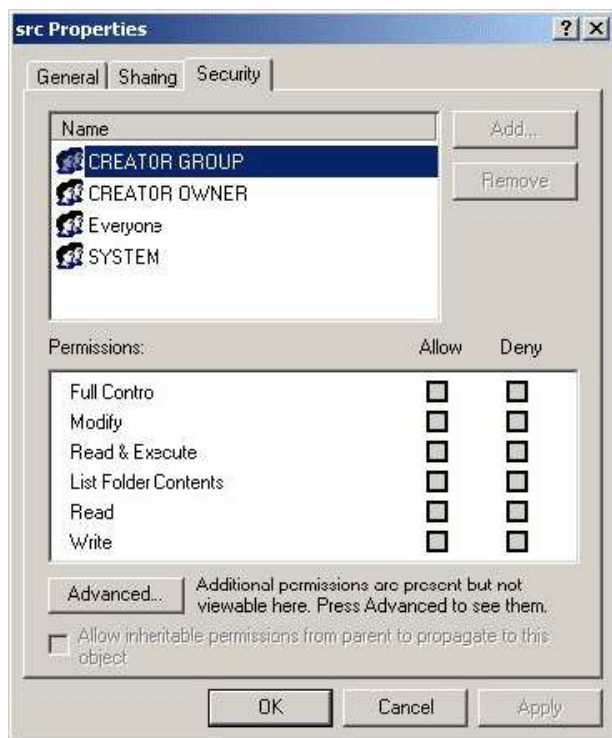 src Properties
? X
General Sharing Security
Name
Add...
CREATOR GROUP
Remove
CREATOR OWNER
Everyone
SYSTEM
Permissions: Allow Deny
Full Contro
Modify
Read & Execute
List Folder Contents
Read
Write
Advanced... Additional permissions are present but not
viewable here. Press Advanced to see them.
Allow inheritable permissions from parent to propagate to this
object
OK Cancel Apply